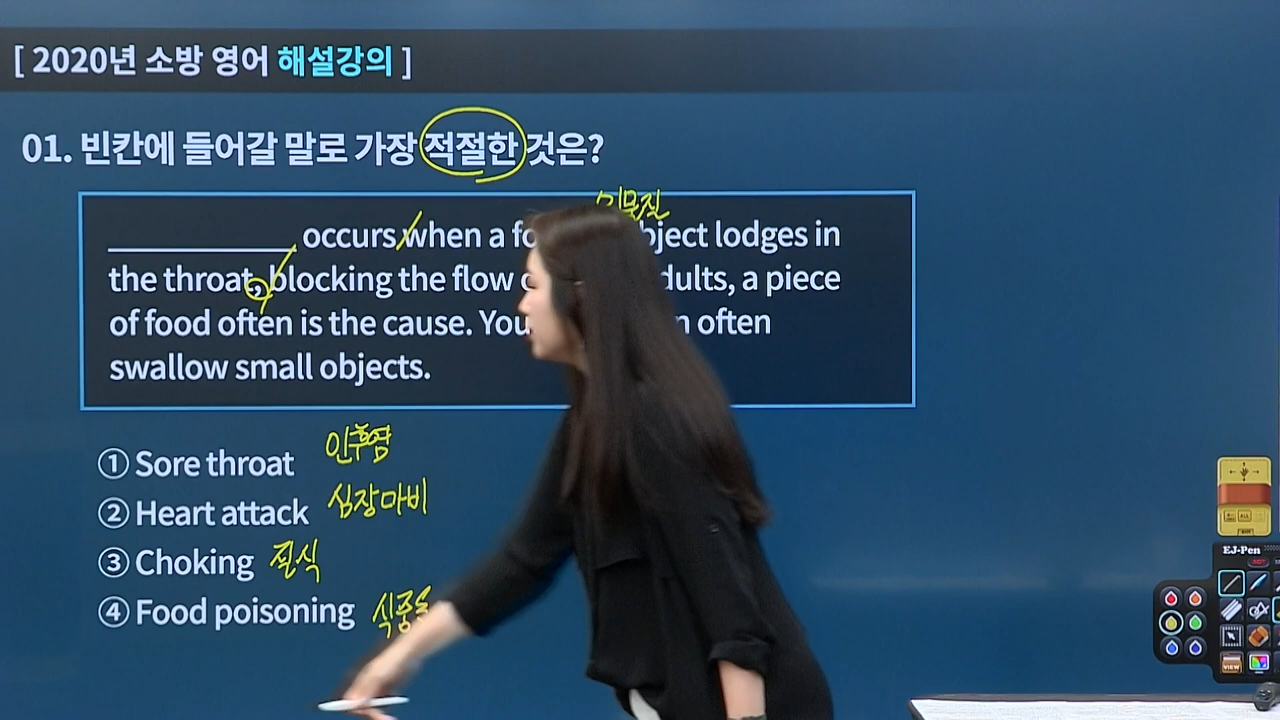 [ 2020년 소방 영어 해설강의 ]
01. 빈칸에 들어갈 말로 가장 적절한 것은?
이물질
occurs when a bject lodges in
the throat, blocking the flow dults, a piece
of food often is the cause. You often
swallow small objects.
① Sore throat 인후염
② Heart attack 심장마비
③ Choking 질식
④ Food poisoning 식중
EJ-Pen
ALL
VIEW